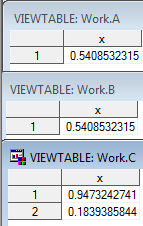 VIEWTABLE: Work.A
x
1 0.5408532315
VIEWTABLE: Work.B
x
1 0.5408532315
VIEWTABLE: Work.C
x
1 0.9473242741
2 0.1839385844